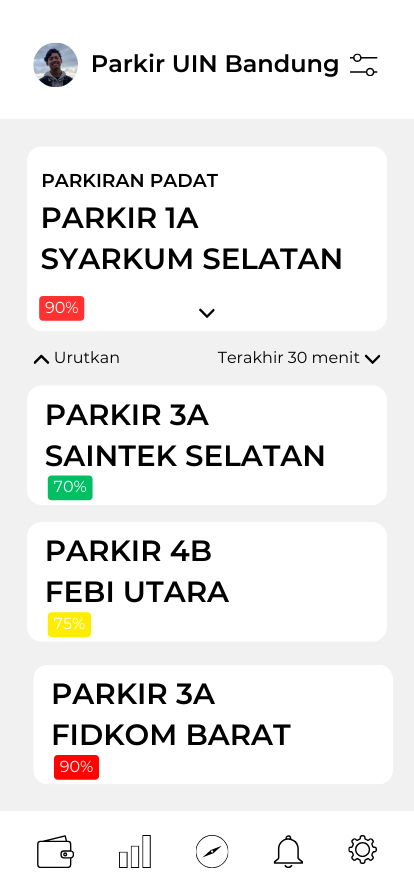 Parkir UIN Bandung
PARKIRAN PADAT
PARKIR 1A
SYARKUM SELATAN
90%
Urutkan
Terakhir 30 menit
PARKIR 3A
SAINTEK SELATAN
70%
PARKIR 4B
FEBI UTARA
75%
PARKIR 3A
FIDKOM BARAT
90%